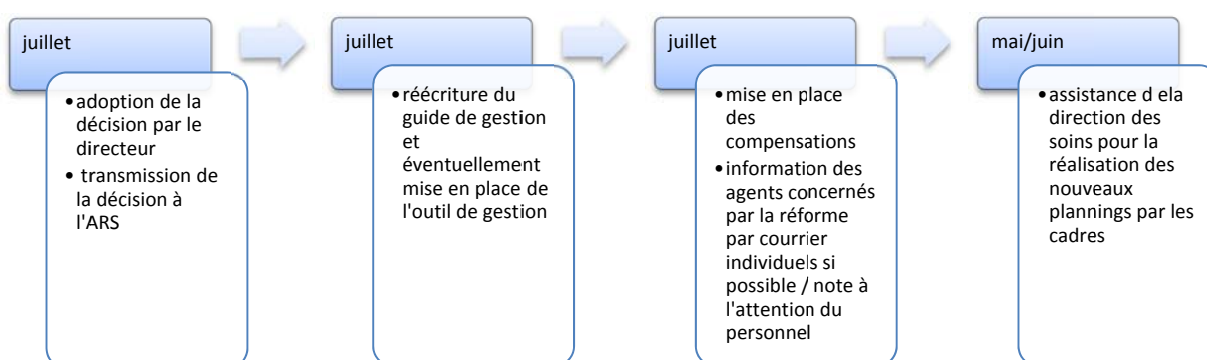 juillet
•adoption de la
décision par le
directeur
• transmission de
la décision à
l'ARS
juillet
•réécriture du
guide de gestion
et
éventuellement
mise en place de
l'outil de gestion
juillet
•mise en place
des
compensations
•information des
agents concernés
par la réforme
par courrier
individuels si
possible / note à
l'attention du
personnel
mai/juin
•assistance d ela
direction des
soins pour la
réalisation des
nouveaux
plannings par les
cadres